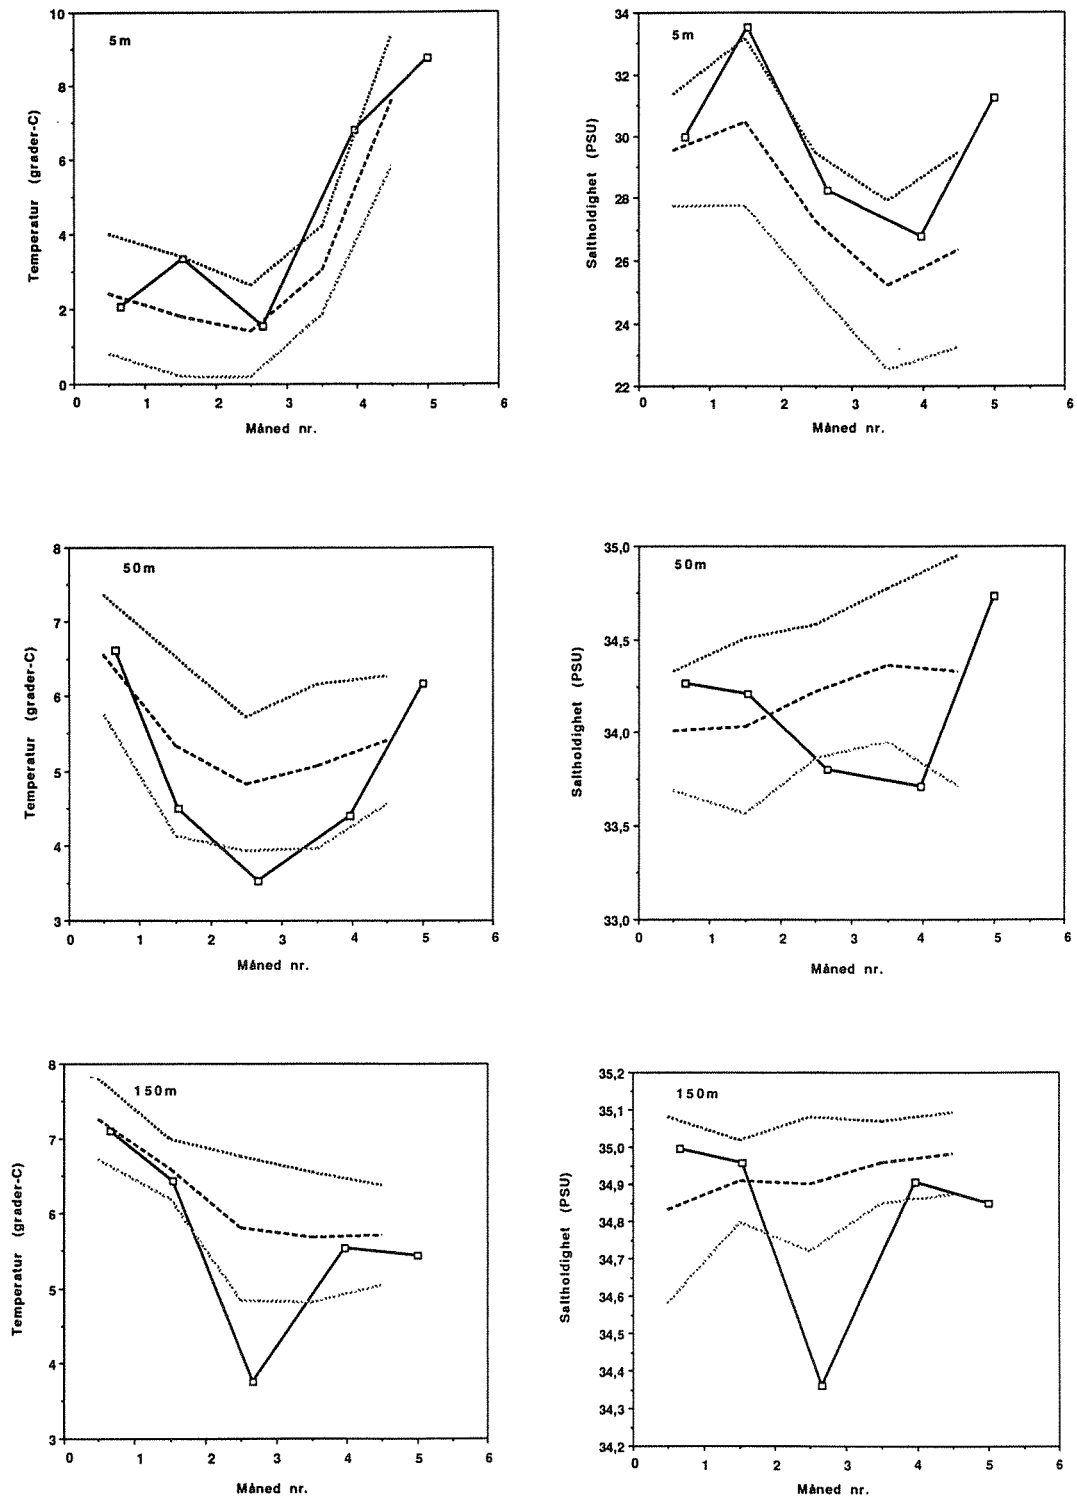 5m
Temperatur (grader-C)
10
8
6
4
2
0
0 1 2 3 4 5 6
Måned nr.
5m
Saltholdighet (PSU)
34
32
30
28
26
24
22
0 1 2 3 4 5 6
Måned nr.
50m
Temperatur (grader-C)
8
7
6
5
4
3
0 1 2 3 4 5 6
Måned nr.
50m
Saltholdighet (PSU)
35,0
34,5
34,0
33,5
33,0
0 1 2 3 4 5 6
Måned nr.
150m
Temperatur (grader-C)
8
7
6
5
4
3
0 1 2 3 4 5 6
Måned nr.
150m
Saltholdighet (PSU)
35,2
35,1
35,0
34,9
34,8
34,7
34,6
34,5
34,4
34,3
34,2
0 1 2 3 4 5 6
Måned nr.